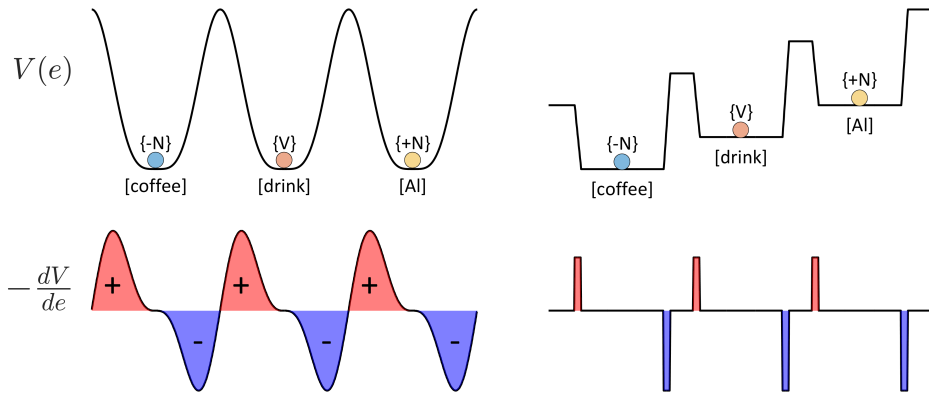 V(e)
{-N} {V} {+N}
[coffee] [drink] [Al]
{+N}
[Al]
{V}
[drink]
{-N}
[coffee]
- dV/de
+ + +
- - -